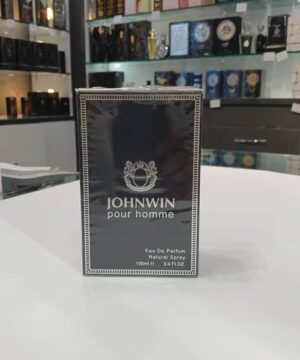 JOHNWIN
pour homme
Eau De Parfum
Natural Spray
100ml e 3.4 Fl.OZ.